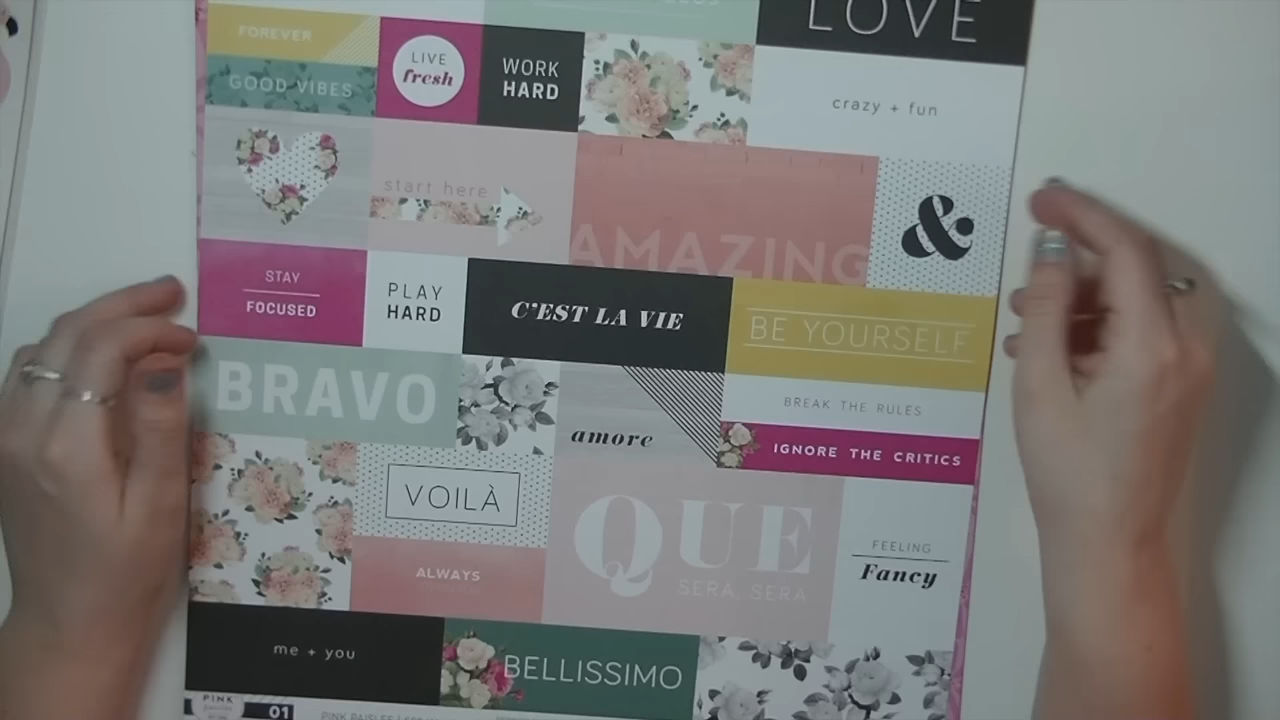 LOVE
FOREVER
GOOD VIBES
LIVE
fresh
WORK
HARD
crazy + fun
start here
AMAZING
&
STAY
FOCUSED
PLAY
HARD
C'EST LA VIE
BE YOURSELF
BRAVO
amore
BREAK THE RULES
IGNORE THE CRITICS
VOILÀ
QUE
SERA, SERA
ALWAYS
FEELING
Fancy
me + you
BELLISSIMO
PINK
01
PINK PAISLEE